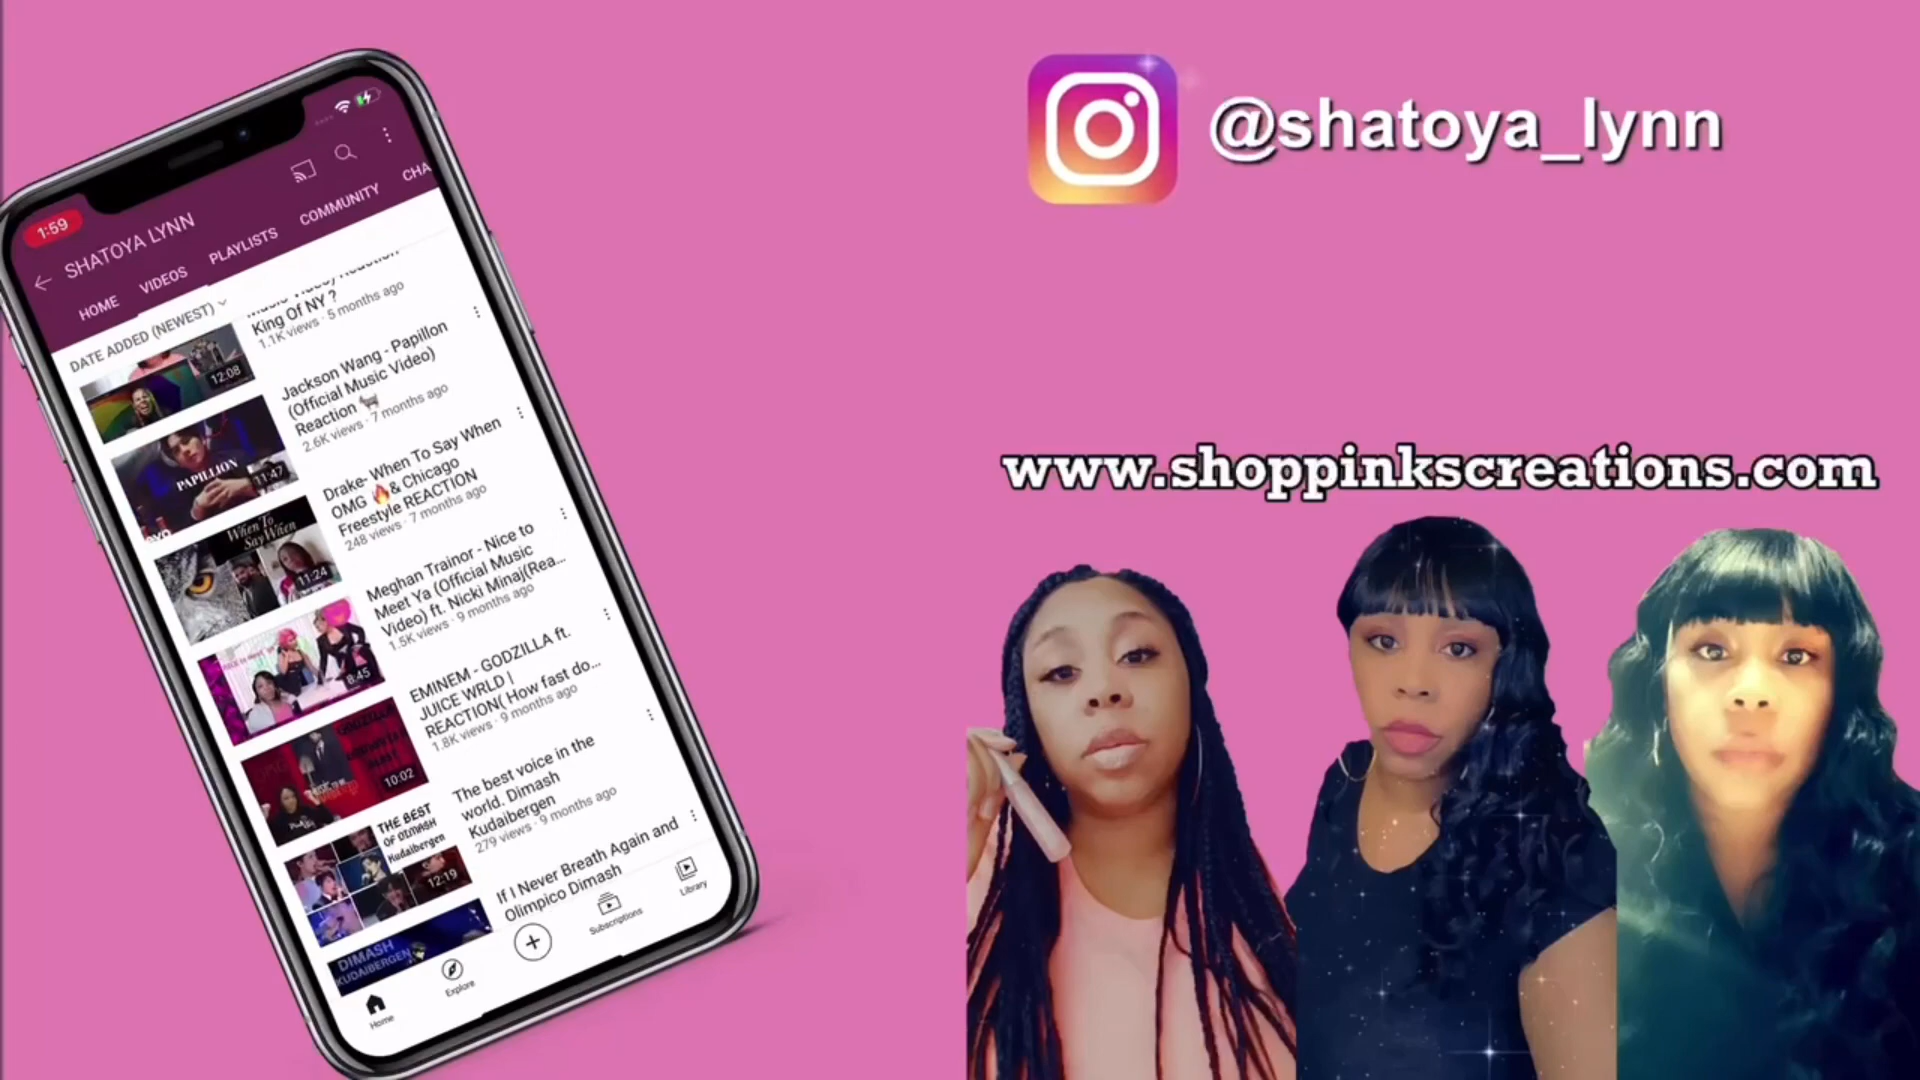 1:59
SHATOYA LYNN
HOME
VIDEOS
PLAYLISTS
COMMUNITY
CHA
DATE ADDED (NEWEST)
Music Video) Reaction
King Of NY ?
1.1K views · 5 months ago
12:08
Jackson Wang - Papillon
(Official Music Video)
Reaction
2.6K views · 7 months ago
PAPILLION
11:47
Drake- When To Say When
OMG 🔥& Chicago
Freestyle REACTION
248 views · 7 months ago
When To
Say When
11:24
Meghan Trainor - Nice to
Meet Ya (Official Music
Video) ft. Nicki Minaj(Rea...
1.5K views · 9 months ago
8:45
EMINEM - GODZILLA ft.
JUICE WRLD |
REACTION( How fast do...
1.8K views · 9 months ago
10:02
The best voice in the
world. Dimash
Kudaibergen
279 views · 9 months ago
THE BEST
OF DIMASH
Kudaibergen
12:19
If I Never Breath Again and
Olimpico Dimash
DIMASH
KUDAIBERGEN
Home
Explore
Subscriptions
Library
@shatoya_lynn
www.shoppinkscreations.com